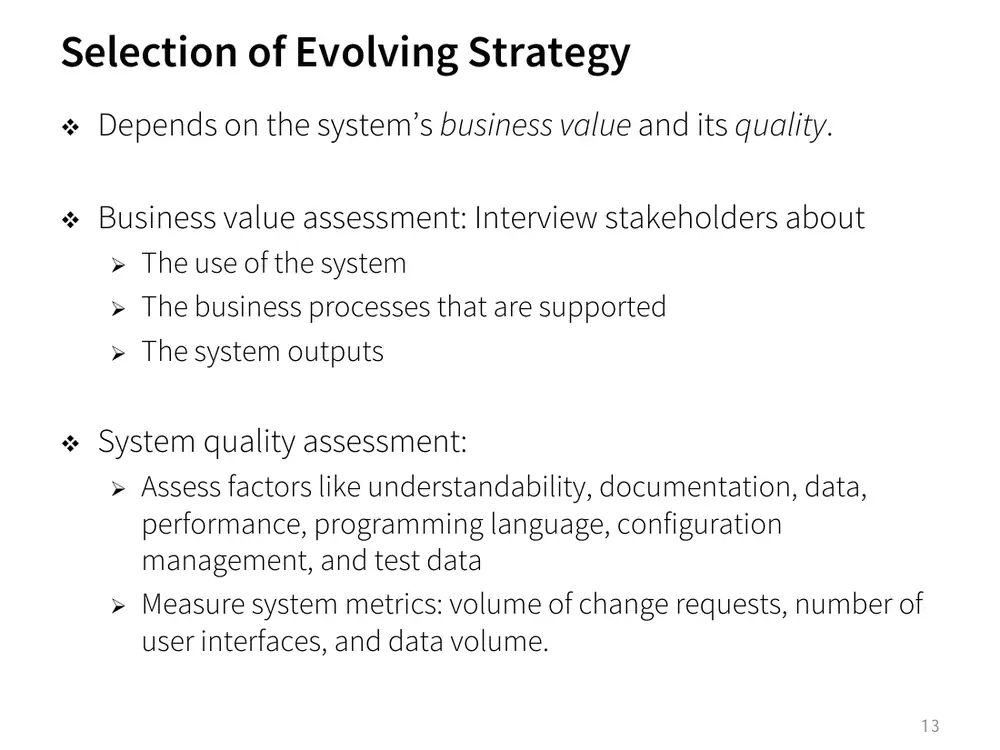 Selection of Evolving Strategy
❖ Depends on the system’s business value and its quality.
❖ Business value assessment: Interview stakeholders about
➢ The use of the system
➢ The business processes that are supported
➢ The system outputs
❖ System quality assessment:
➢ Assess factors like understandability, documentation, data,
performance, programming language, configuration
management, and test data
➢ Measure system metrics: volume of change requests, number of
user interfaces, and data volume.
13